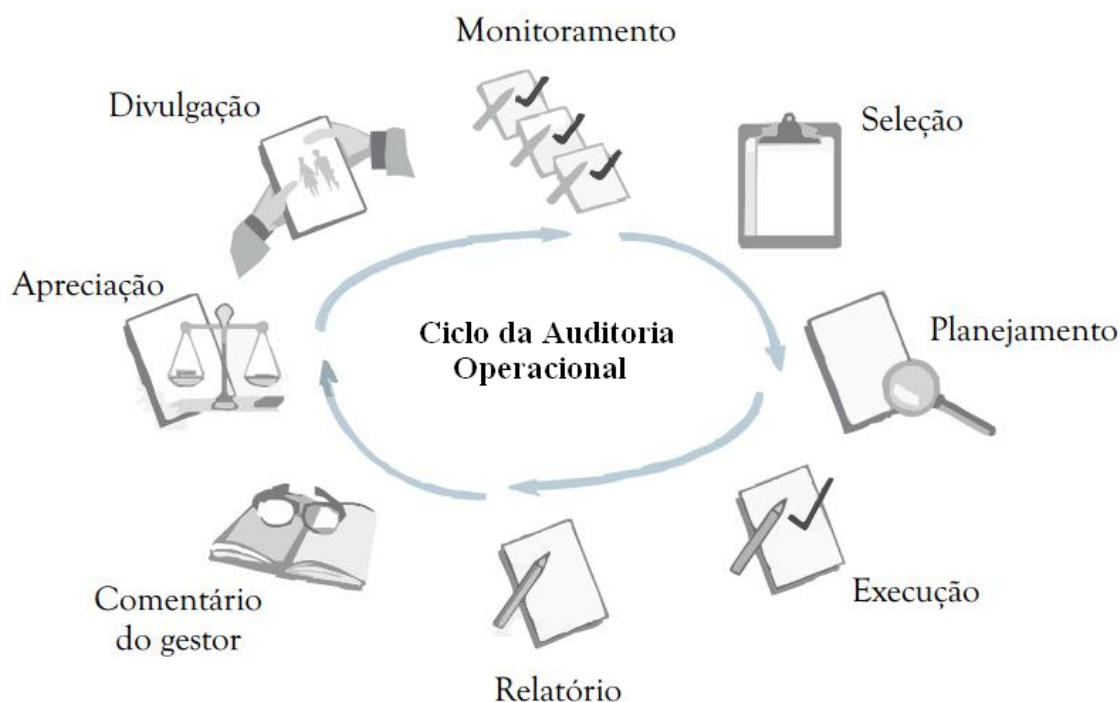 Monitoramento
Divulgação
Seleção
Apreciação
Ciclo da Auditoria
Operacional
Planejamento
Comentário
do gestor
Execução
Relatório